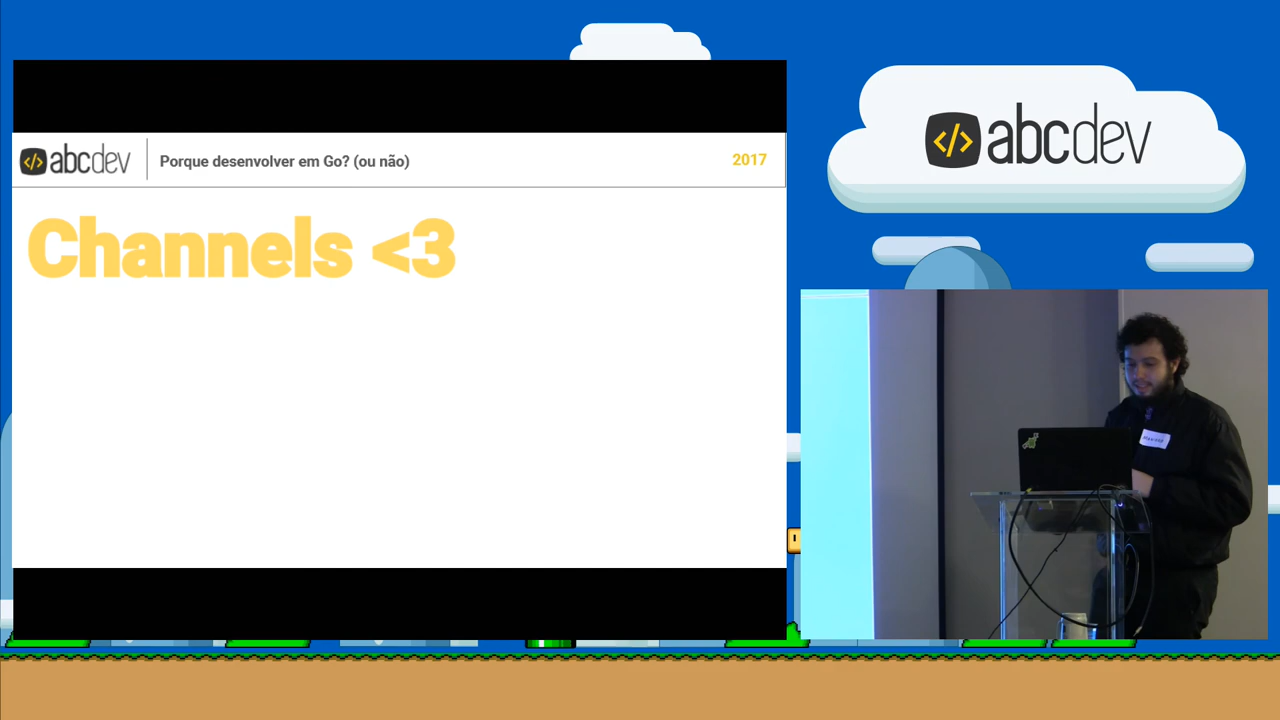 abcdev
Porque desenvolver em Go? (ou não)
2017
Channels <3
abcdev